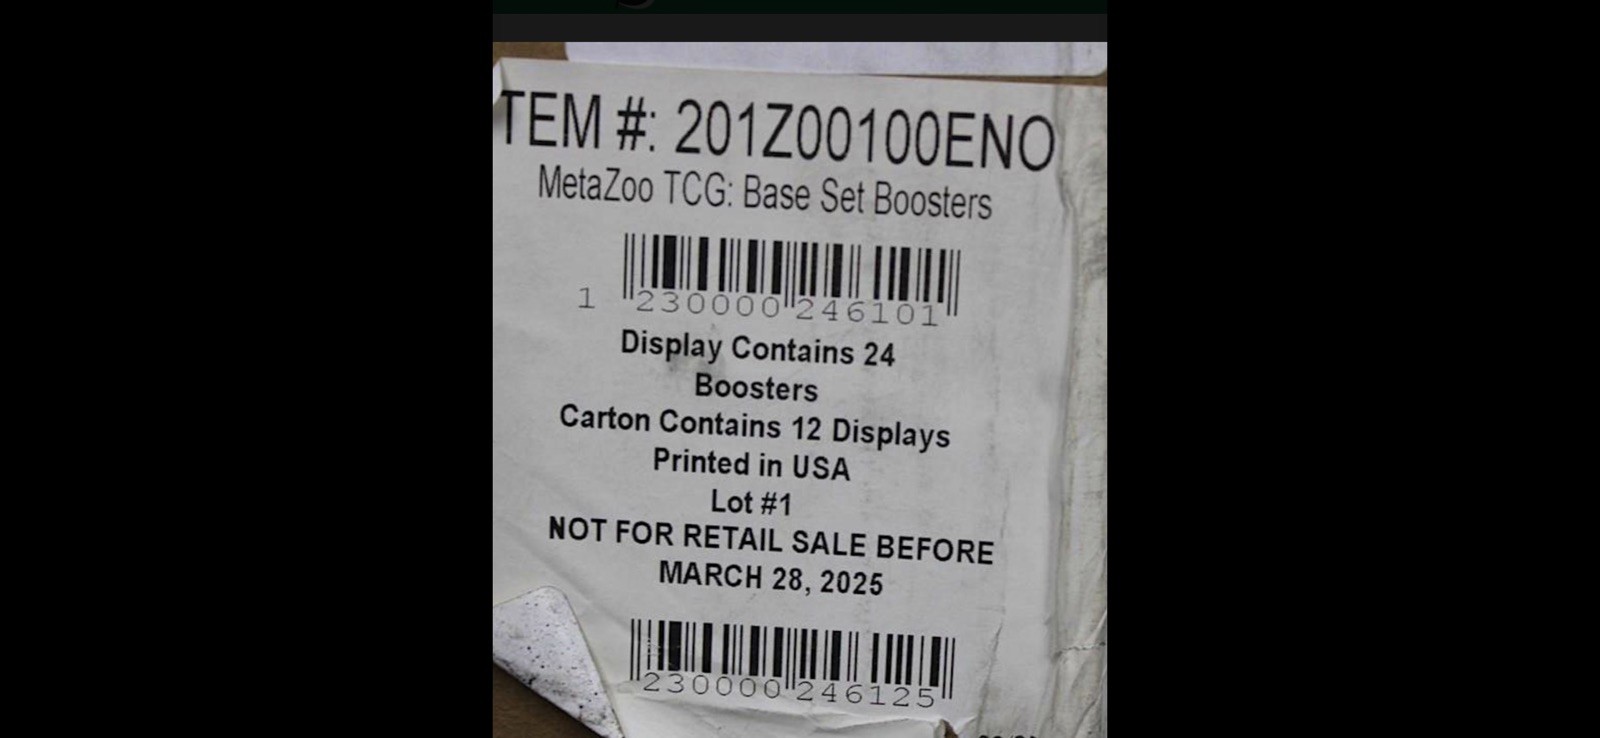 TEM #: 201Z00100ENO
MetaZoo TCG: Base Set Boosters
1 230000 246101
Display Contains 24
Boosters
Carton Contains 12 Displays
Printed in USA
Lot #1
NOT FOR RETAIL SALE BEFORE
MARCH 28, 2025
230000 246125